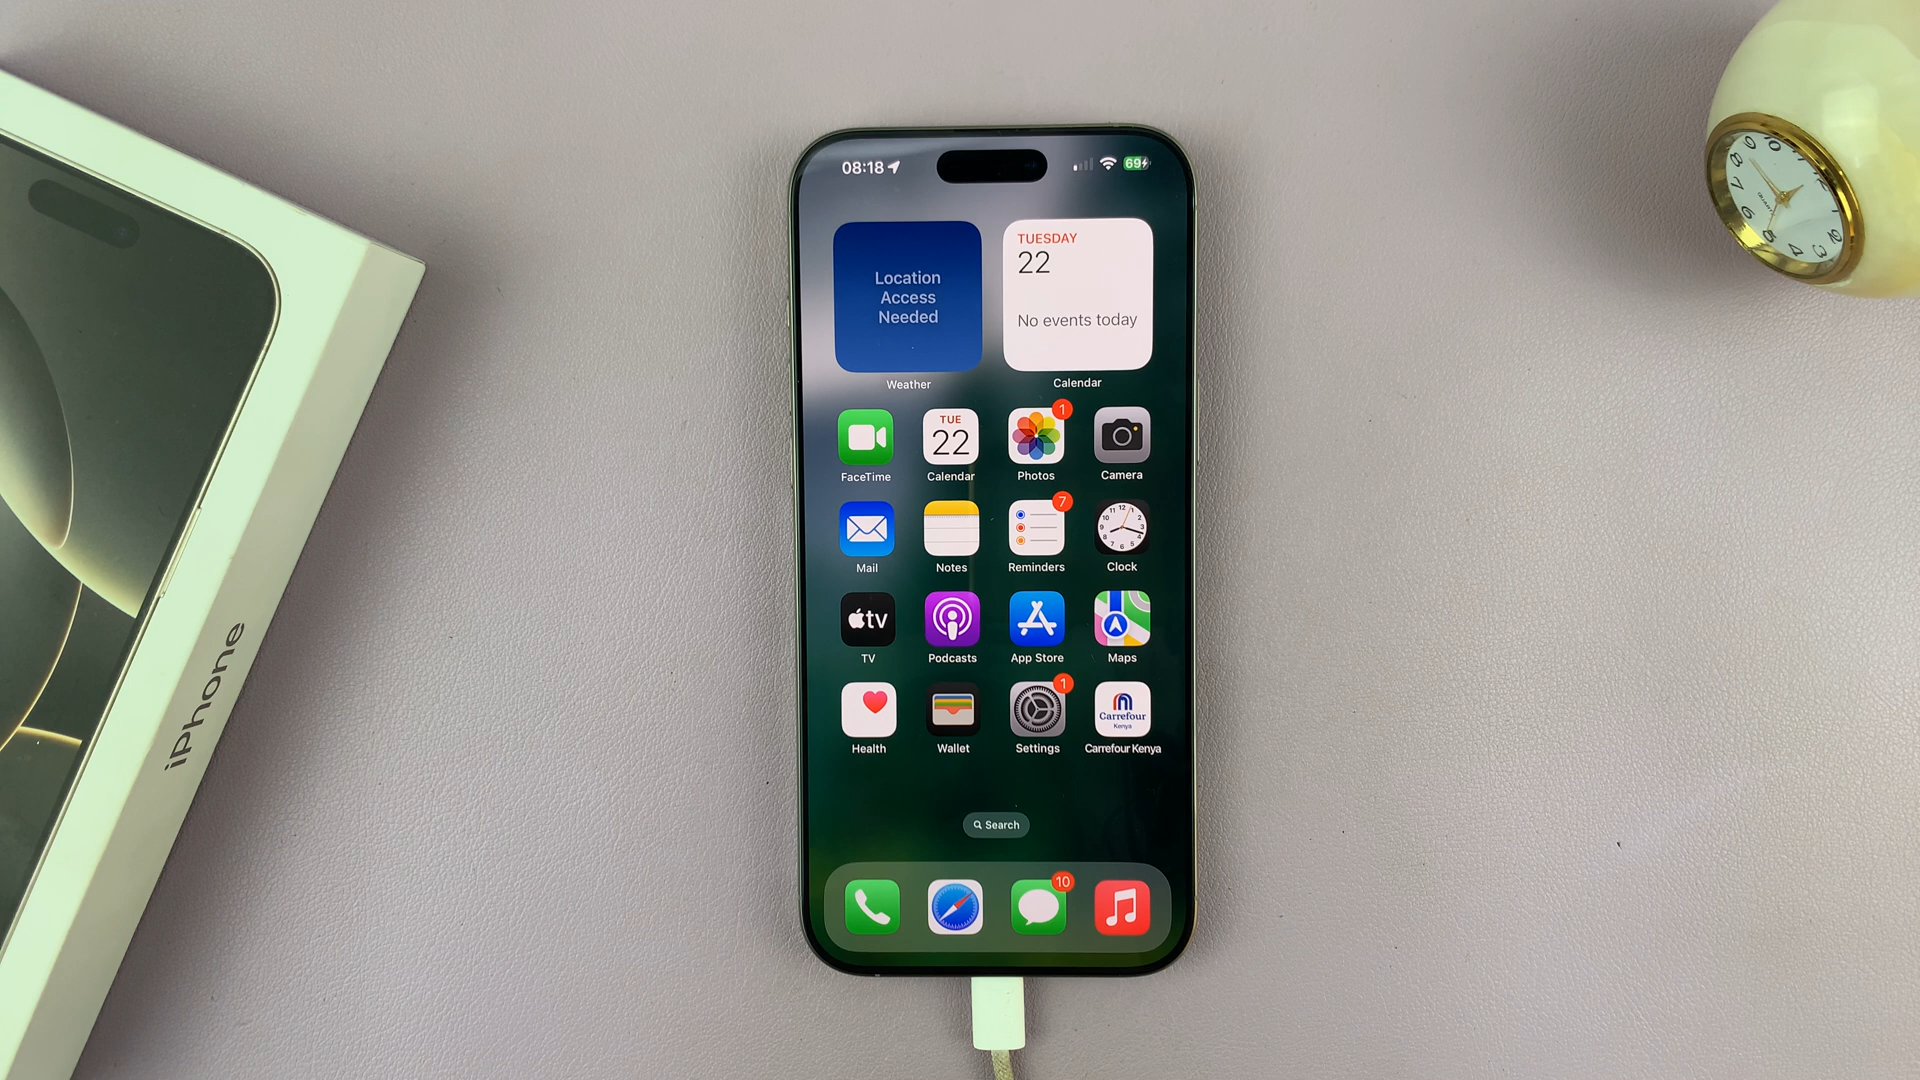 iPhone
08:18
69
Location
Access
Needed
Weather
TUESDAY
22
No events today
Calendar
FaceTime
TUE
22
Calendar
1
Photos
Camera
Mail
Notes
7
Reminders
Clock
tv
TV
Podcasts
App Store
Maps
Health
Wallet
1
Settings
Carrefour
Kenya
Carrefour Kenya
Search
10